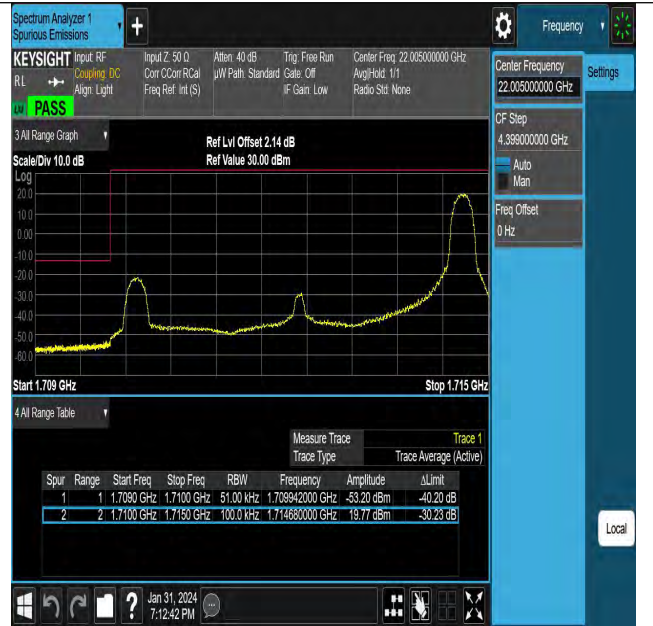 Spectrum Analyzer 1
Spurious Emissions
Frequency
KEYSIGHT
RL
Input: RF
Coupling: DC
Align: Light
Input Z: 50 Ω
Corr CCorr RCal
Freq Ref: Int (S)
Atten: 40 dB
µW Path: Standard
Trig: Free Run
Gate: Off
IF Gain: Low
Center Freq: 22.005000000 GHz
Avg|Hold: 1/1
Radio Std: None
PASS
Center Frequency
22.005000000 GHz
Settings
CF Step
4.399000000 GHz
Auto
Man
Freq Offset
0 Hz
3 All Range Graph
Scale/Div 10.0 dB
Ref Lvl Offset 2.14 dB
Ref Value 30.00 dBm
Log
20.0
10.0
0.00
-10.0
-20.0
-30.0
-40.0
-50.0
-60.0
Start 1.709 GHz
Stop 1.715 GHz
4 All Range Table
Measure Trace Trace 1
Trace Type Trace Average (Active)
Spur Range Start Freq Stop Freq RBW Frequency Amplitude ΔLimit
1 1 1.7090 GHz 1.7100 GHz 51.00 kHz 1.709942000 GHz -53.20 dBm -40.20 dB
2 2 1.7100 GHz 1.7150 GHz 100.0 kHz 1.714680000 GHz 19.77 dBm -30.23 dB
Local
?
Jan 31, 2024
7:12:42 PM